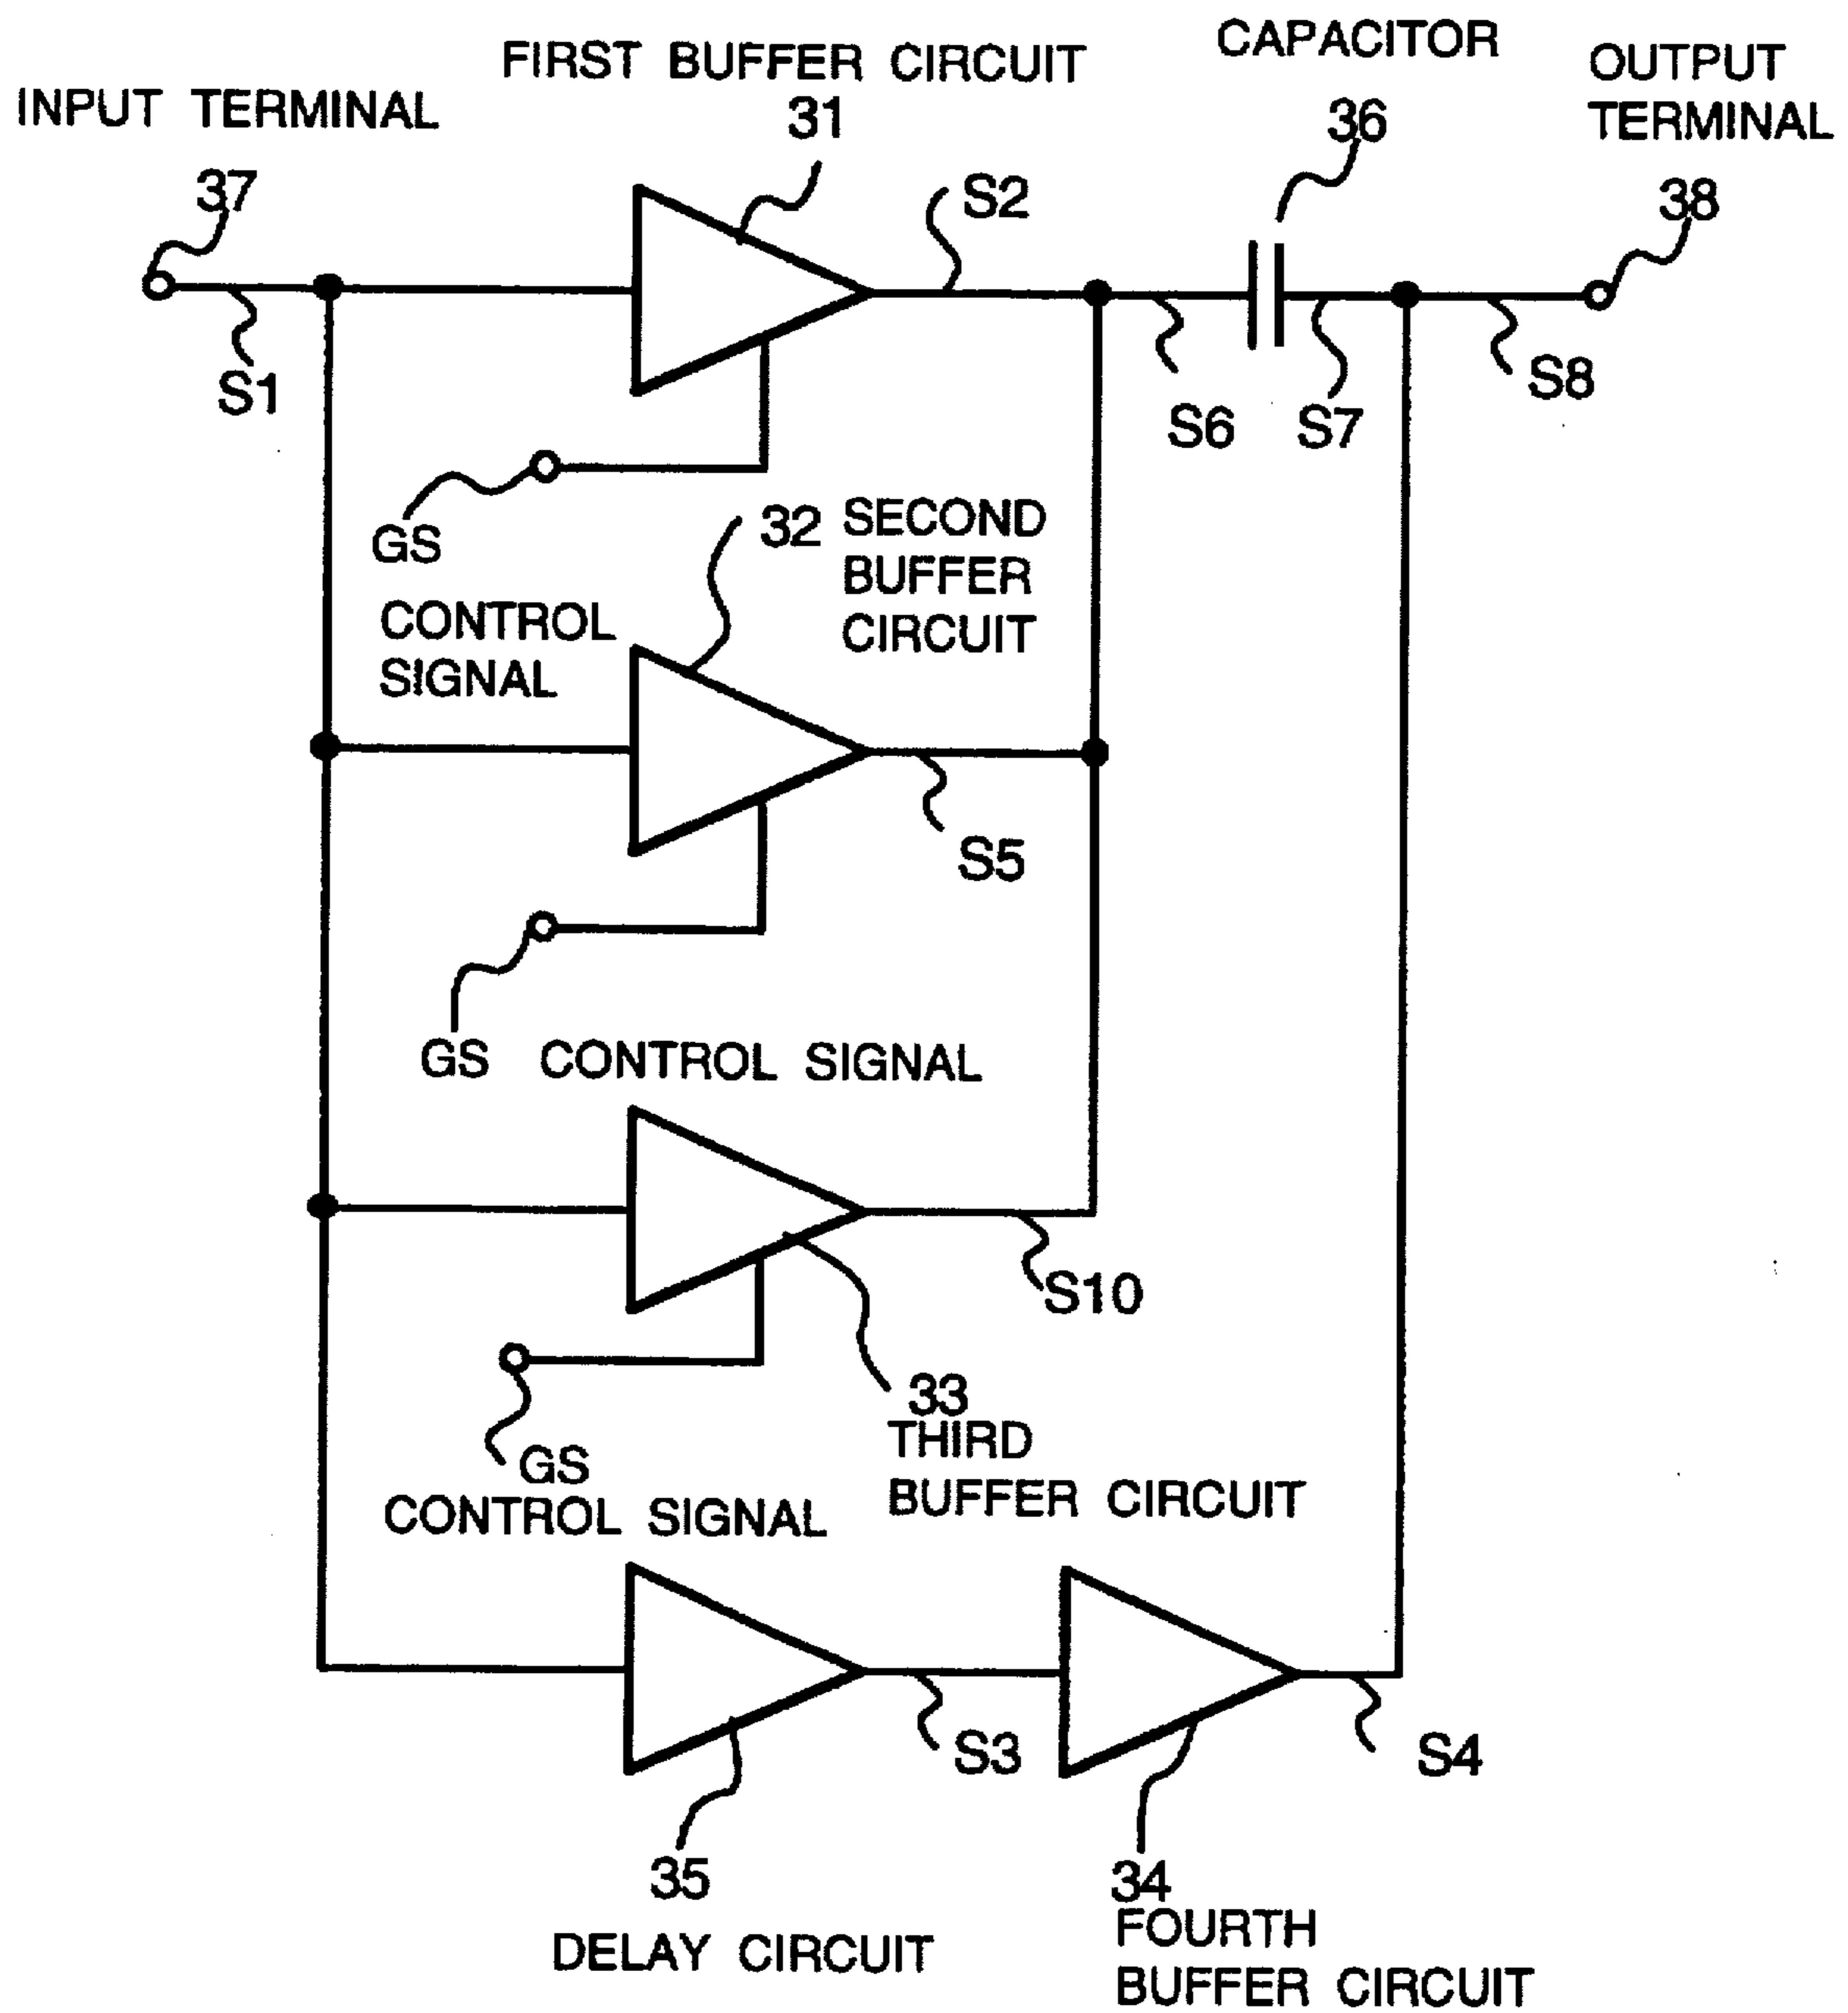 FIRST BUFFER CIRCUIT
31
CAPACITOR
36
OUTPUT
TERMINAL
38
INPUT TERMINAL
37
S2
S1
S6
S7
S8
GS
CONTROL
SIGNAL
32 SECOND
BUFFER
CIRCUIT
S5
GS CONTROL SIGNAL
S10
33
THIRD
BUFFER CIRCUIT
GS
CONTROL SIGNAL
S3
S4
35
DELAY CIRCUIT
34
FOURTH
BUFFER CIRCUIT